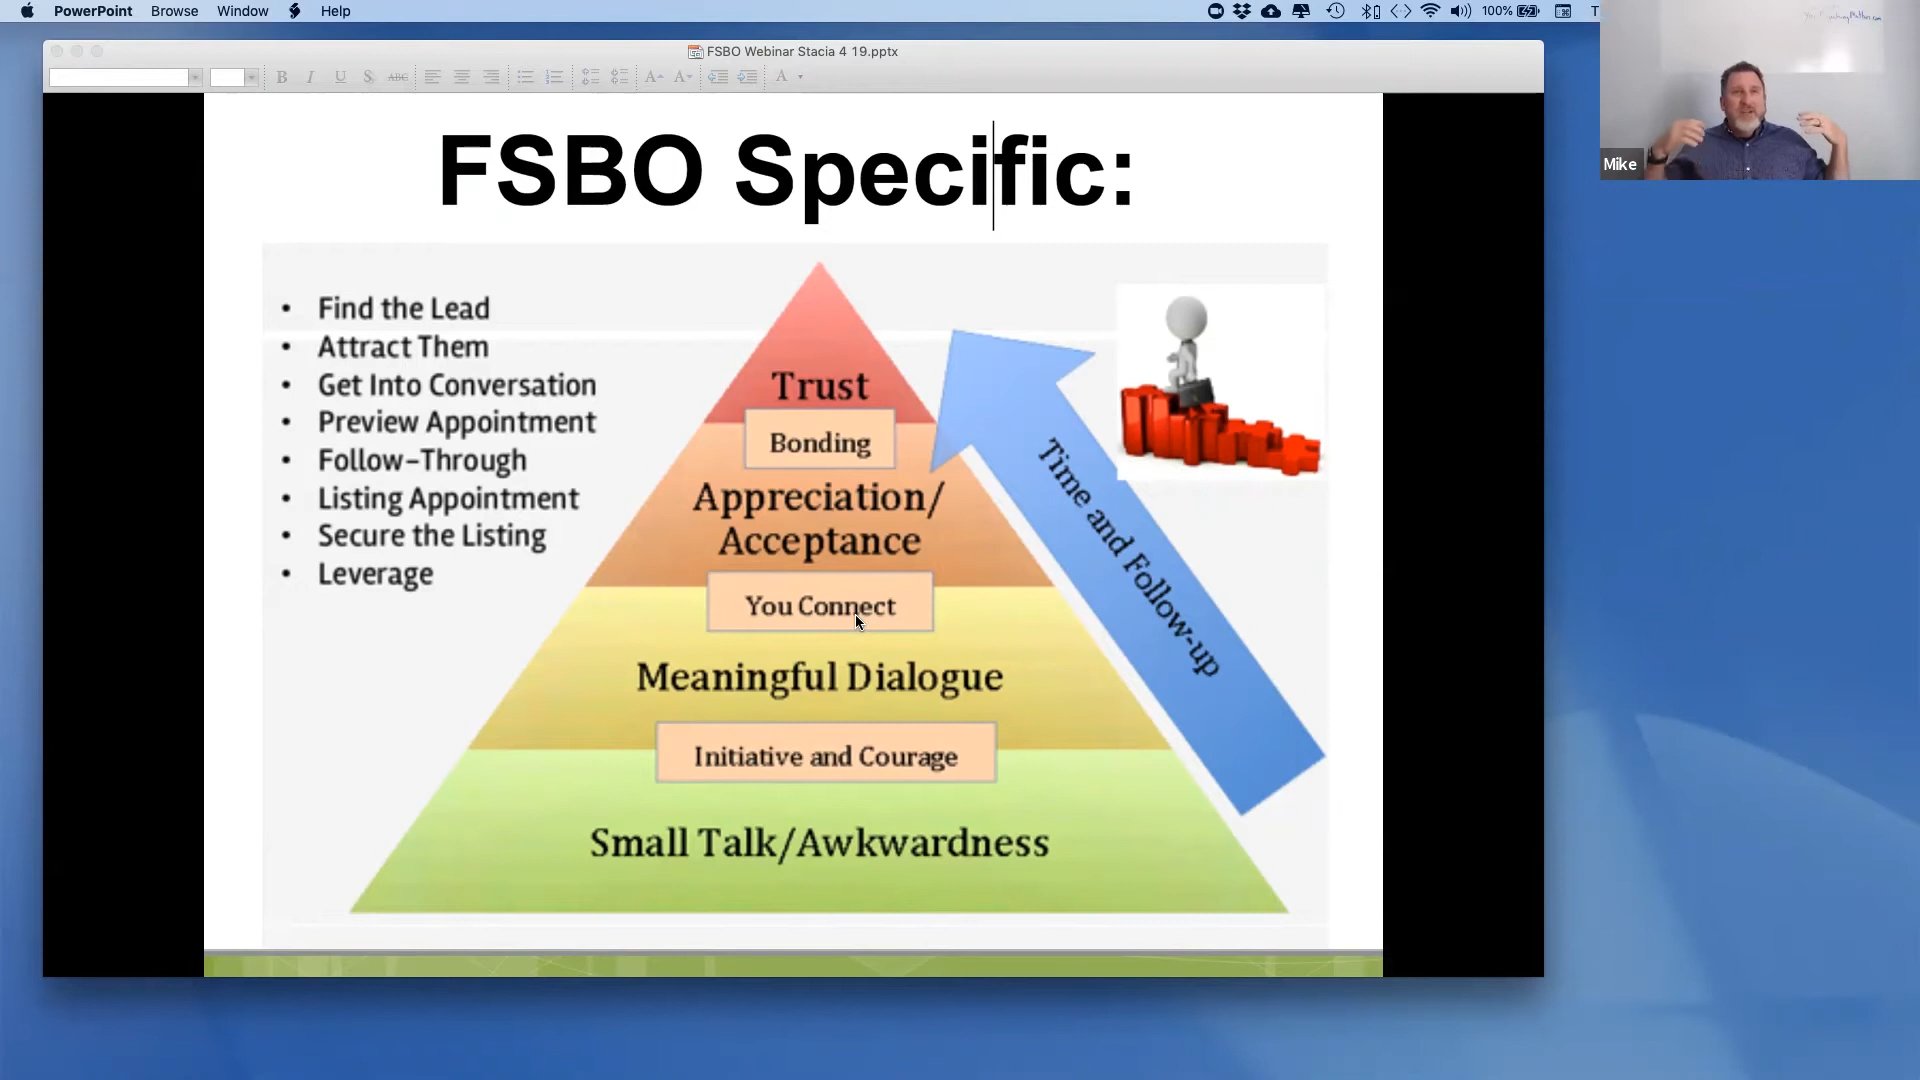 PowerPoint Browse Window Help
100%
T
FSBO Webinar Stacia 4 19.pptx
B I U S ABC A A A
Mike
FSBO Specific:
• Find the Lead
• Attract Them
• Get Into Conversation
• Preview Appointment
• Follow-Through
• Listing Appointment
• Secure the Listing
• Leverage
Trust
Bonding
Appreciation/
Acceptance
You Connect
Meaningful Dialogue
Initiative and Courage
Small Talk/Awkwardness
Time and Follow-up